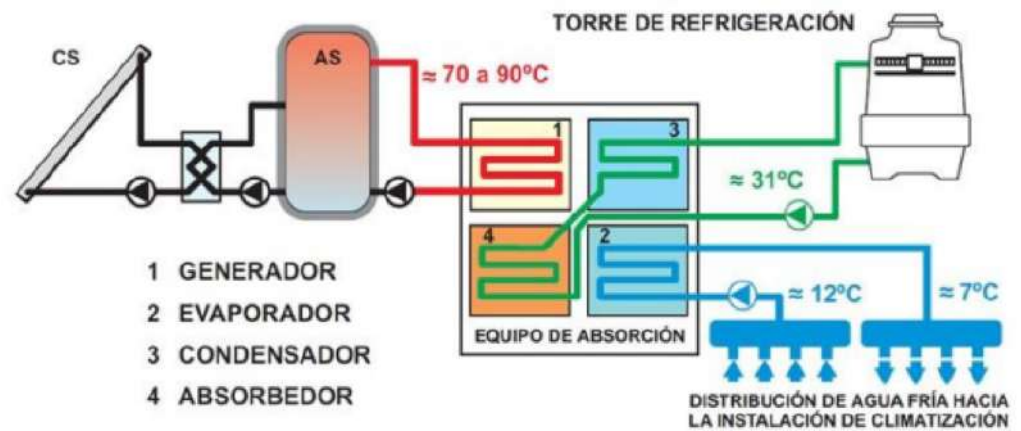 TORRE DE REFRIGERACIÓN
CS
AS
≈ 70 a 90ºC
1
3
≈ 31ºC
4
2
1 GENERADOR
2 EVAPORADOR
3 CONDENSADOR
4 ABSORBEDOR
≈ 12ºC
≈ 7ºC
EQUIPO DE ABSORCIÓN
DISTRIBUCIÓN DE AGUA FRÍA HACIA
LA INSTALACIÓN DE CLIMATIZACIÓN